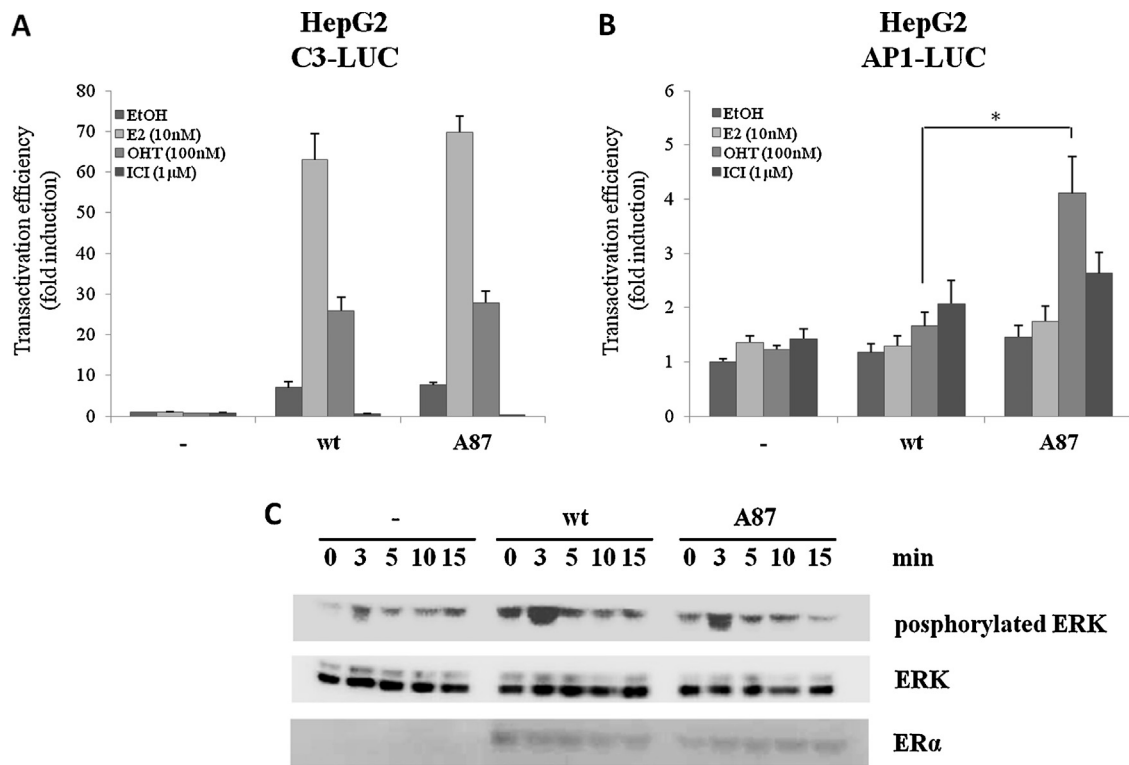 A
HepG2
C3-LUC
Transactivation efficiency
(fold induction)
80
70
60
50
40
30
20
10
0
EtOH
E2 (10nM)
OHT (100nM)
ICI (1µM)
- wt A87
B
HepG2
AP1-LUC
Transactivation efficiency
(fold induction)
6
5
4
3
2
1
0
EtOH
E2 (10nM)
OHT (100nM)
ICI (1µM)
*
- wt A87
C
- wt A87
0 3 5 10 15 0 3 5 10 15 0 3 5 10 15 min
posphorylated ERK
ERK
ERα